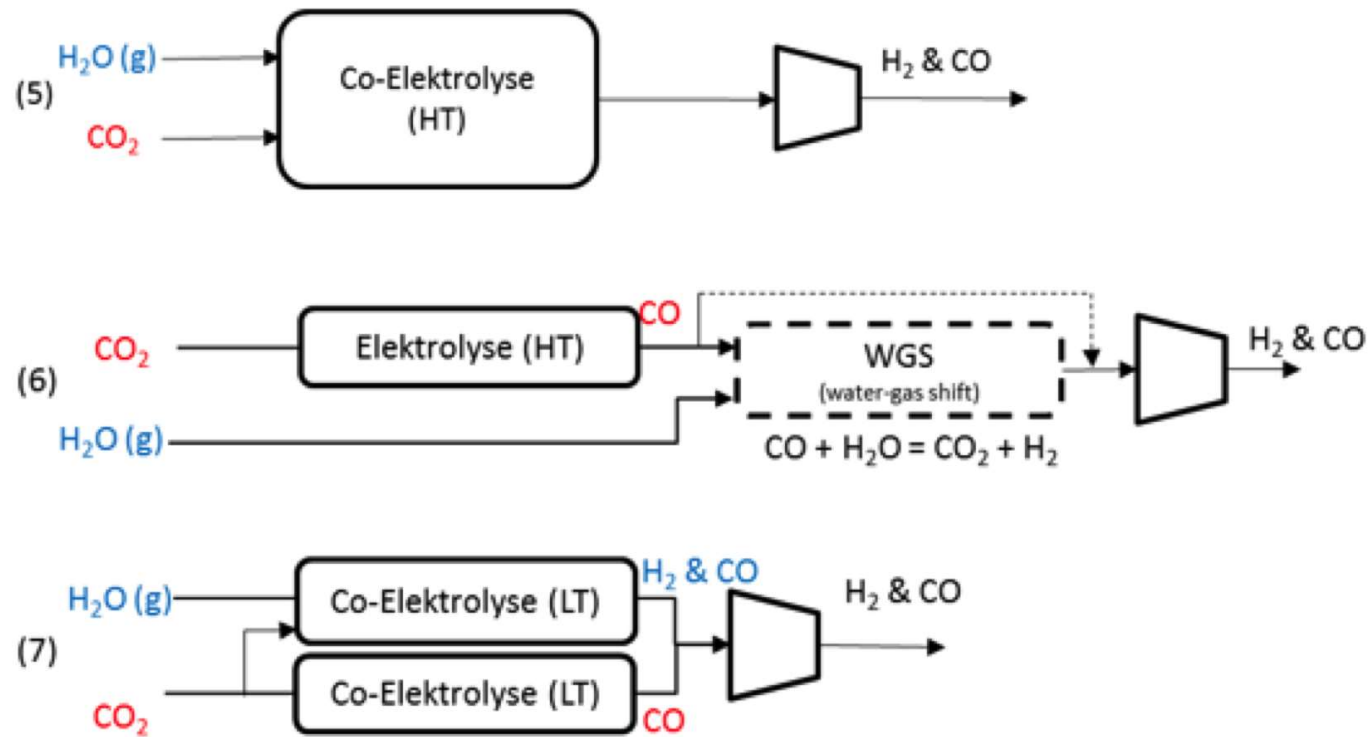 (5)
H₂O (g)
CO₂
Co-Elektrolyse
(HT)
H₂ & CO
(6)
CO₂
Elektrolyse (HT)
CO
H₂O (g)
WGS
(water-gas shift)
CO + H₂O = CO₂ + H₂
H₂ & CO
(7)
H₂O (g)
Co-Elektrolyse (LT)
H₂ & CO
CO₂
Co-Elektrolyse (LT)
CO
H₂ & CO